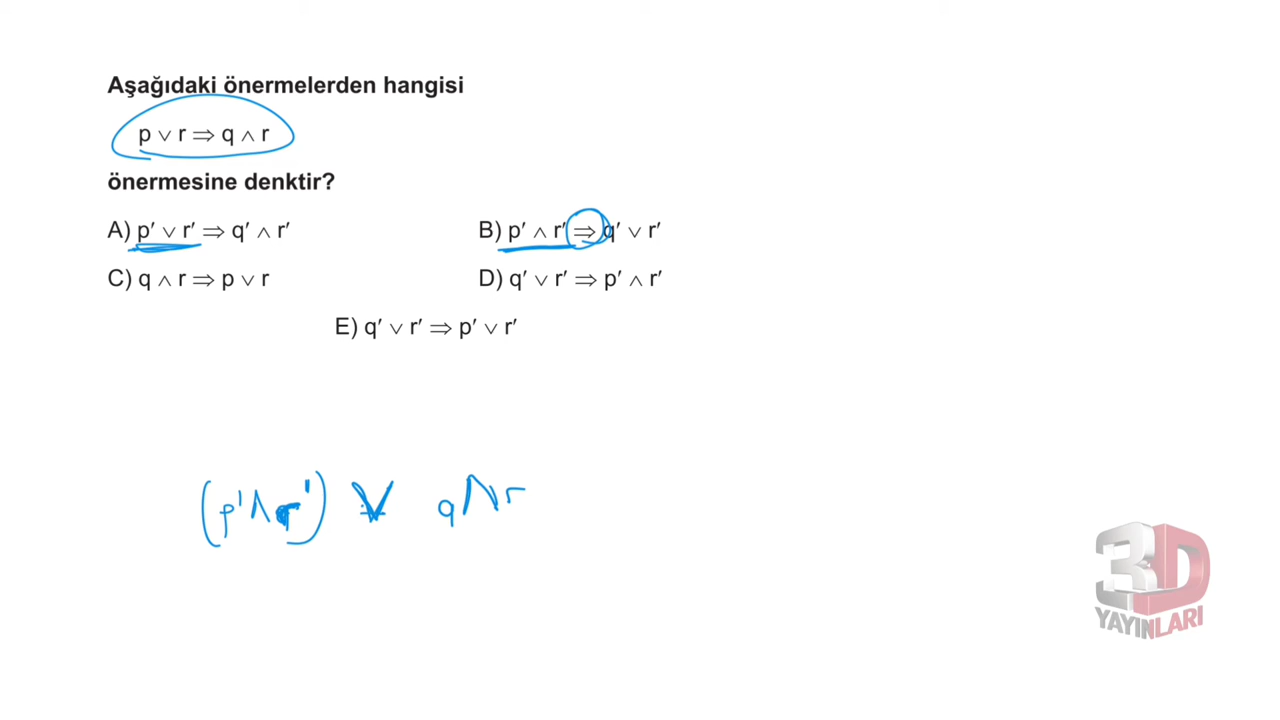 Aşağıdaki önermelerden hangisi
p ∨ r ⇒ q ∧ r
önermesine denktir?
A) p′ ∨ r′ ⇒ q′ ∧ r′
B) p′ ∧ r′ ⇒ q′ ∨ r′
C) q ∧ r ⇒ p ∨ r
D) q′ ∨ r′ ⇒ p′ ∧ r′
E) q′ ∨ r′ ⇒ p′ ∨ r′
(p' ∧ r') ∨ q ∧ r
3D
YAYINLARI